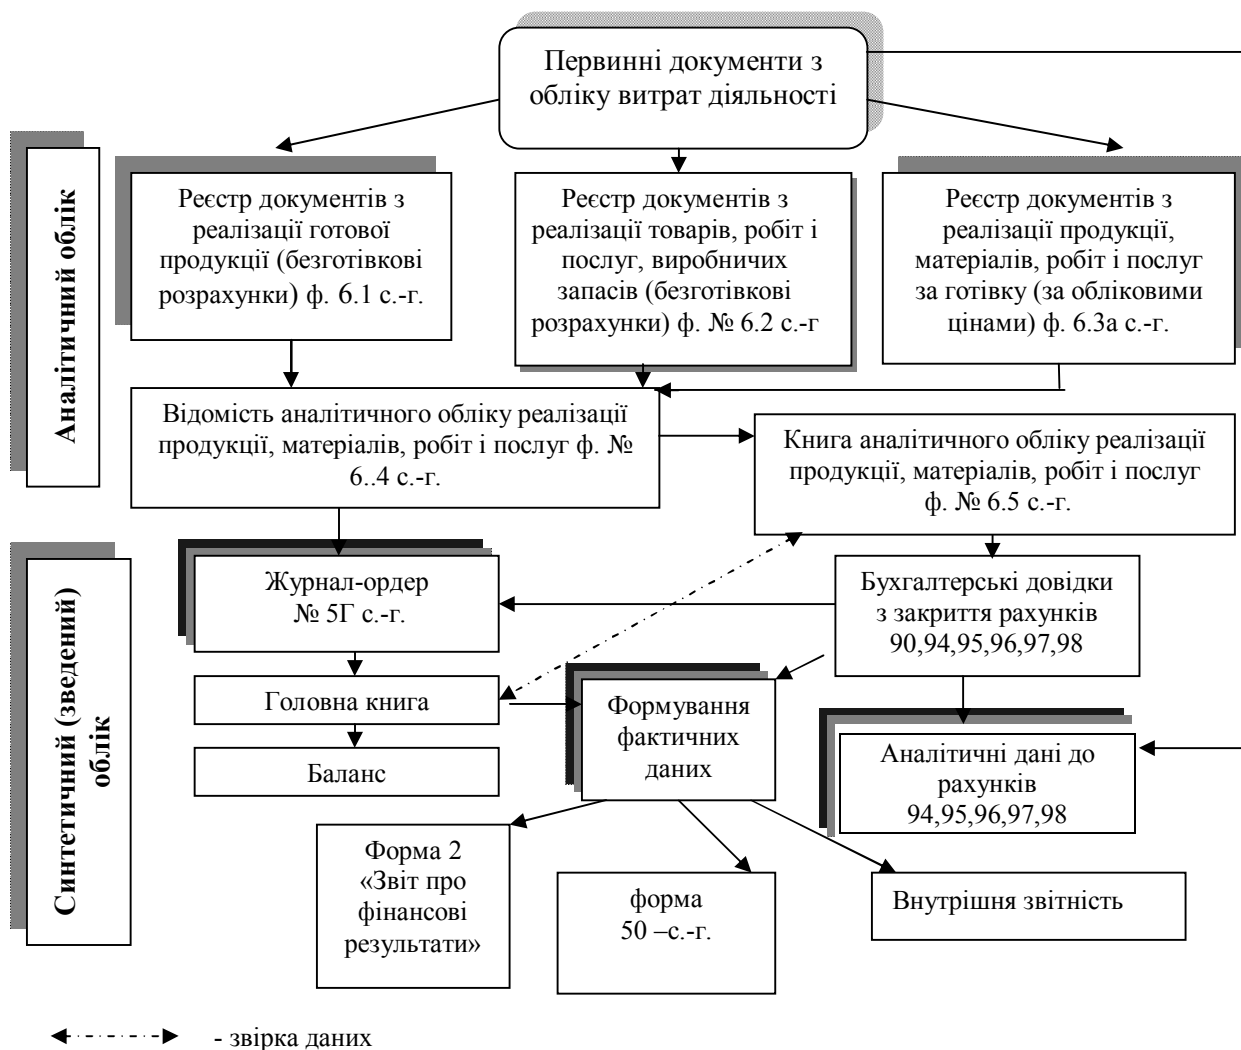 Первинні документи з
обліку витрат діяльності
Аналітичний облік
Реєстр документів з
реалізації готової
продукції (безготівкові
розрахунки) ф. 6.1 с.-г.
Реєстр документів з
реалізації товарів, робіт і
послуг, виробничих
запасів (безготівкові
розрахунки) ф. № 6.2 с.-г
Реєстр документів з
реалізації продукції,
матеріалів, робіт і послуг
за готівку (за обліковими
цінами) ф. 6.3а с.-г.
Відомість аналітичного обліку реалізації
продукції, матеріалів, робіт і послуг ф. №
6..4 с.-г.
Книга аналітичного обліку реалізації
продукції, матеріалів, робіт і послуг
ф. № 6.5 с.-г.
Синтетичний (зведений)
облік
Журнал-ордер
№ 5Г с.-г.
Бухгалтерські довідки
з закриття рахунків
90,94,95,96,97,98
Головна книга
Формування
фактичних
даних
Баланс
Аналітичні дані до
рахунків
94,95,96,97,98
Форма 2
«Звіт про
фінансові
результати»
форма
50 –с.-г.
Внутрішня звітність
- звірка даних